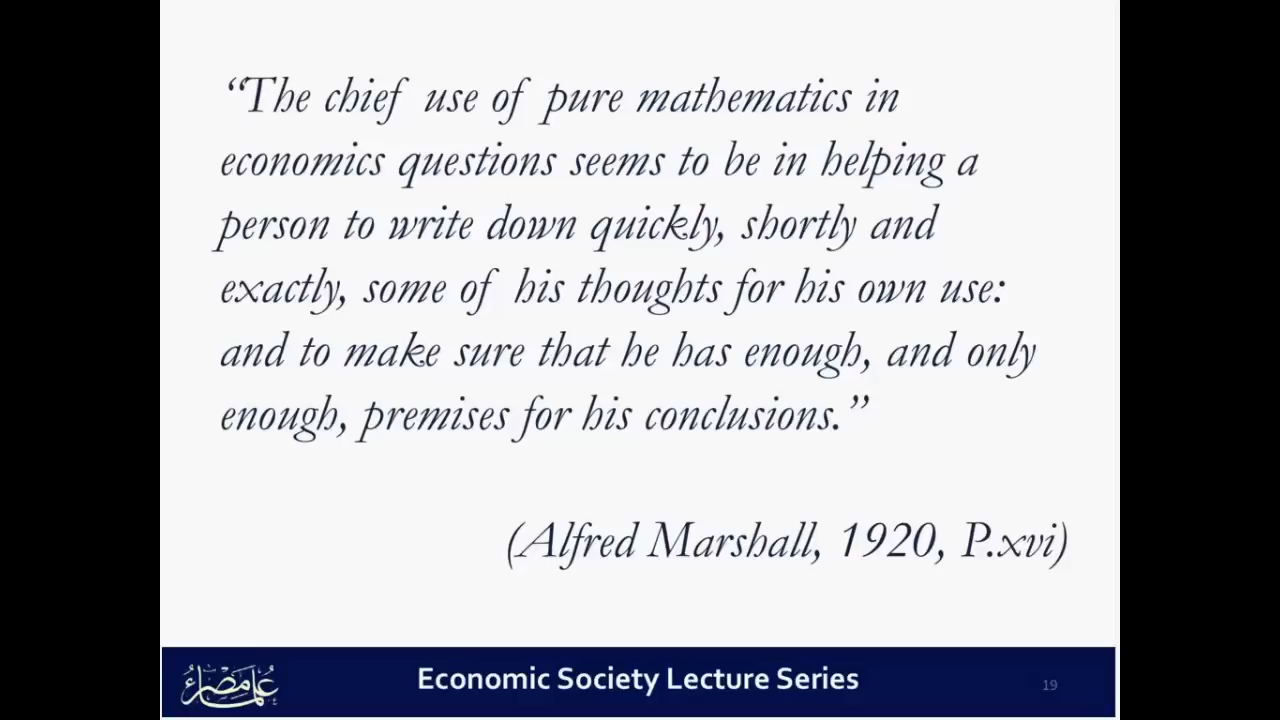 “The chief use of pure mathematics in
economics questions seems to be in helping a
person to write down quickly, shortly and
exactly, some of his thoughts for his own use:
and to make sure that he has enough, and only
enough, premises for his conclusions.”
(Alfred Marshall, 1920, P.xvi)
علماء مصر
Economic Society Lecture Series
19